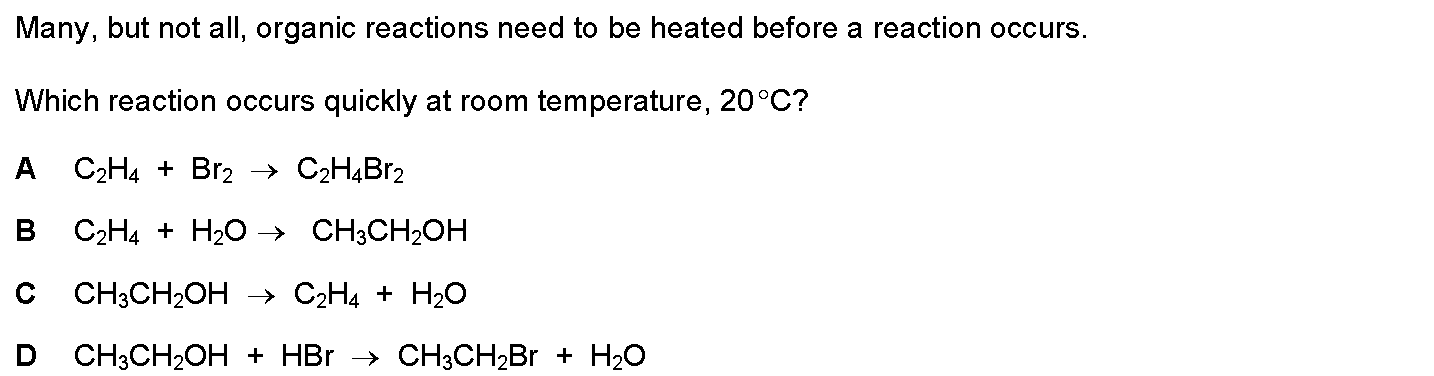 Many, but not all, organic reactions need to be heated before a reaction occurs.
Which reaction occurs quickly at room temperature, 20 °C?
A C₂H₄ + Br₂ → C₂H₄Br₂
B C₂H₄ + H₂O → CH₃CH₂OH
C CH₃CH₂OH → C₂H₄ + H₂O
D CH₃CH₂OH + HBr → CH₃CH₂Br + H₂O